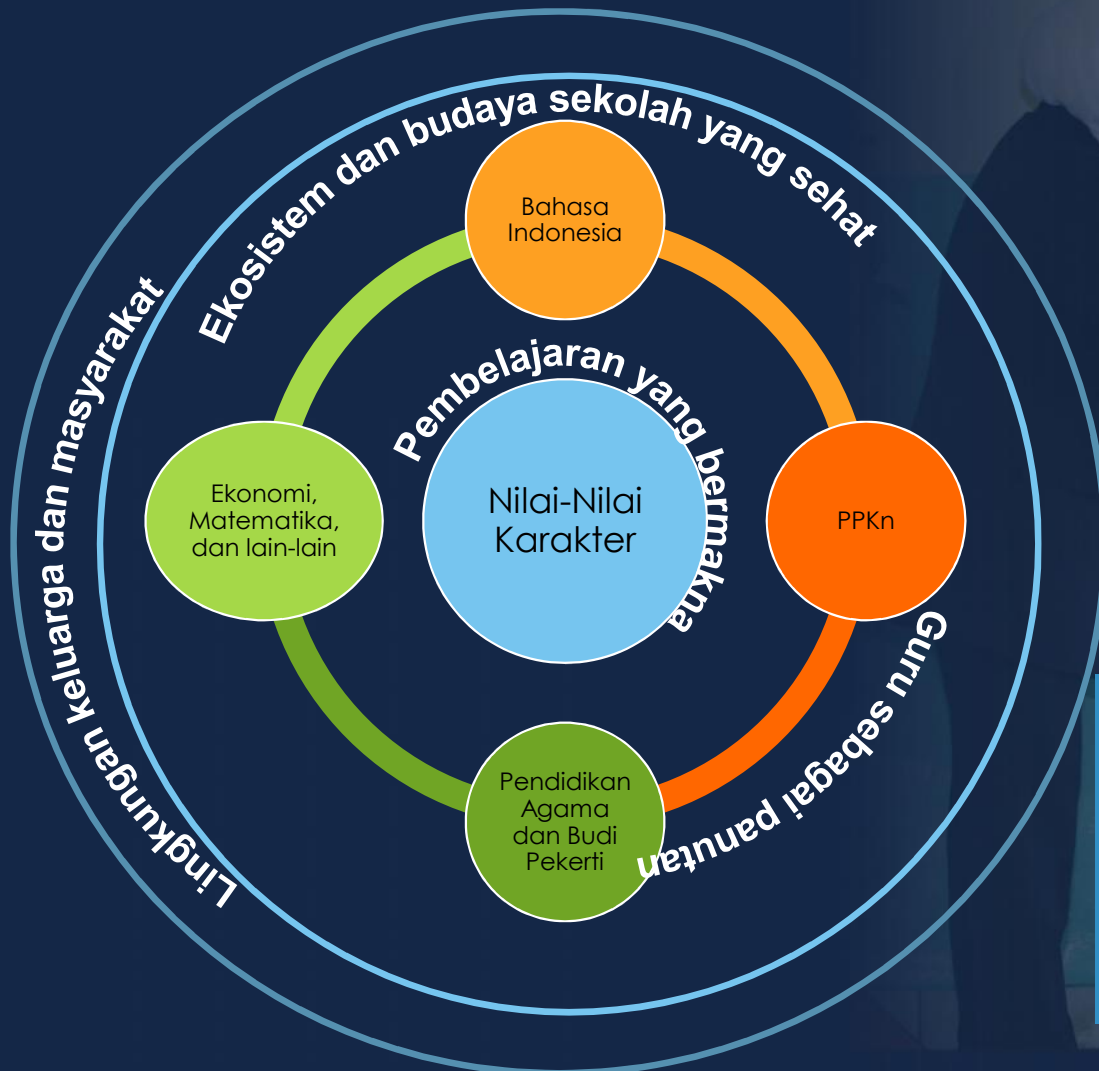 Lingkungan keluarga dan masyarakat
Ekosistem dan budaya sekolah yang sehat
Guru sebagai panutan
Bahasa
Indonesia
PPKn
Pendidikan
Agama
dan Budi
Pekerti
Ekonomi,
Matematika,
dan lain-lain
Pembelajaran yang bermakna
Nilai-Nilai
Karakter